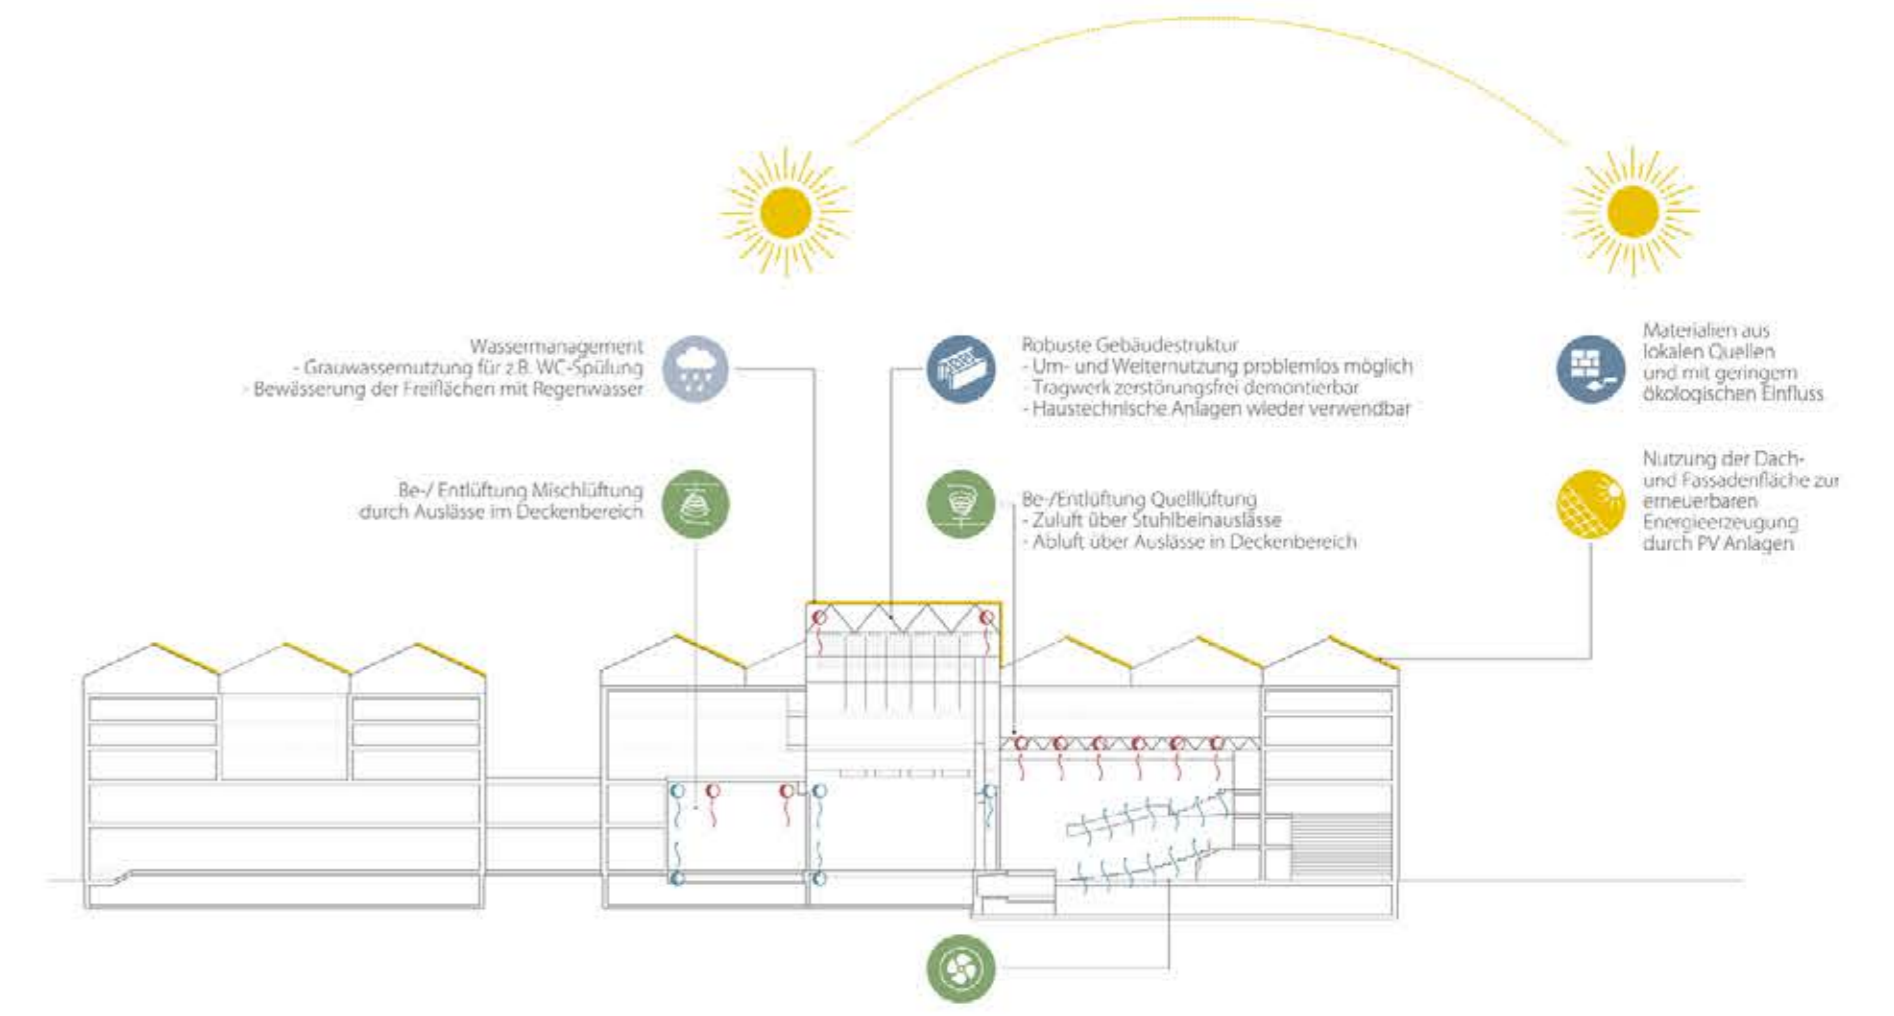 Wassermanagement
- Grauwassernutzung für z.B. WC-Spülung
- Bewässerung der Freiflächen mit Regenwasser
Be-/ Entlüftung Mischlüftung
durch Auslässe im Deckenbereich
Robuste Gebäudestruktur
- Um- und Weiternutzung problemlos möglich
- Tragwerk zerstörungsfrei demontierbar
- Haustechnische Anlagen wieder verwendbar
Be-/Entlüftung Quelllüftung
- Zuluft über Stuhlbeinauslässe
- Abluft über Auslässe in Deckenbereich
Materialien aus
lokalen Quellen
und mit geringem
ökologischen Einfluss
Nutzung der Dach-
und Fassadenfläche zur
erneuerbaren
Energieerzeugung
durch PV Anlagen